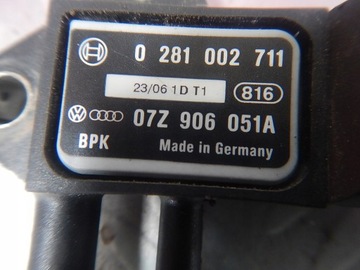 0 281 002 711
23/06 1D T1
816
07Z 906 051A
BPK
Made in Germany